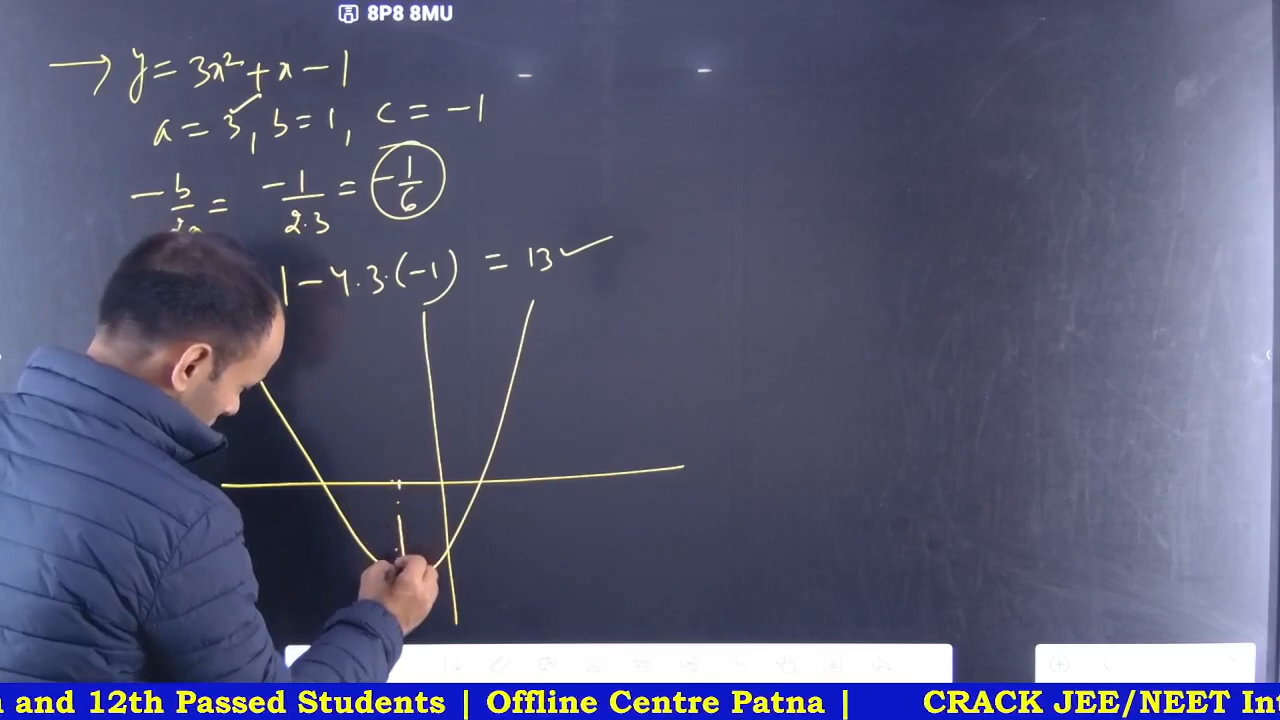 8P8 8MU
→ y = 3x² + x − 1
a = 3, b = 1, c = −1
−b/2a = −1/2·3 = −1/6
1 − 4·3·(−1) = 13 ✓
and 12th Passed Students | Offline Centre Patna | CRACK JEE/NEET